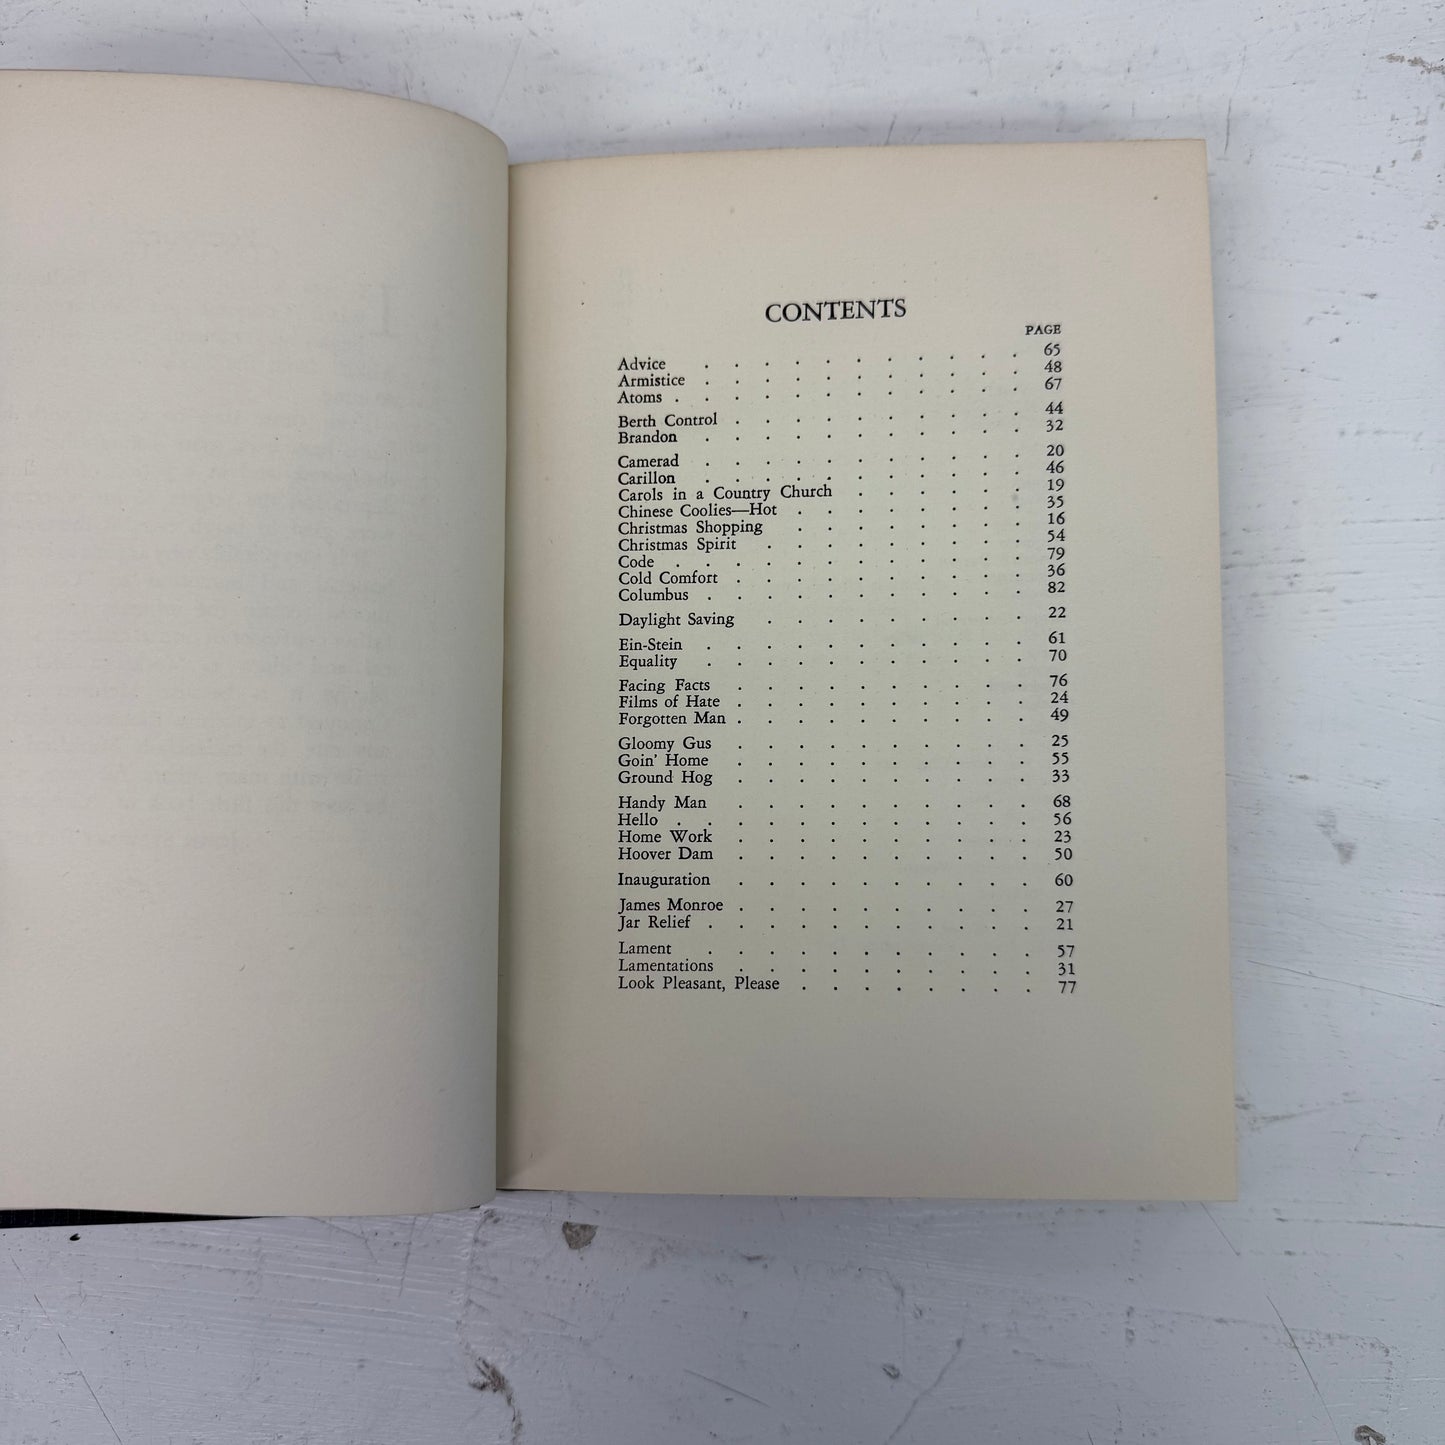 CONTENTS
PAGE
Advice . . . . . . . . . . . 65
Armistice . . . . . . . . . . . 48
Atoms . . . . . . . . . . . . 67
Berth Control . . . . . . . . . . 44
Brandon . . . . . . . . . . . 32
Camerad . . . . . . . . . . . 20
Carillon . . . . . . . . . . . 46
Carols in a Country Church . . . . . . 19
Chinese Coolies—Hot . . . . . . . . 35
Christmas Shopping . . . . . . . . 16
Christmas Spirit . . . . . . . . . 54
Code . . . . . . . . . . . . 79
Cold Comfort . . . . . . . . . . 36
Columbus . . . . . . . . . . . 82
Daylight Saving . . . . . . . . . 22
Ein-Stein . . . . . . . . . . . 61
Equality . . . . . . . . . . . 70
Facing Facts . . . . . . . . . . 76
Films of Hate . . . . . . . . . . 24
Forgotten Man . . . . . . . . . . 49
Gloomy Gus . . . . . . . . . . 25
Goin' Home . . . . . . . . . . 55
Ground Hog . . . . . . . . . . 33
Handy Man . . . . . . . . . . 68
Hello . . . . . . . . . . . . 56
Home Work . . . . . . . . . . 23
Hoover Dam . . . . . . . . . . 50
Inauguration . . . . . . . . . . 60
James Monroe . . . . . . . . . . 27
Jar Relief . . . . . . . . . . . 21
Lament . . . . . . . . . . . 57
Lamentations . . . . . . . . . . 31
Look Pleasant, Please . . . . . . . . 77